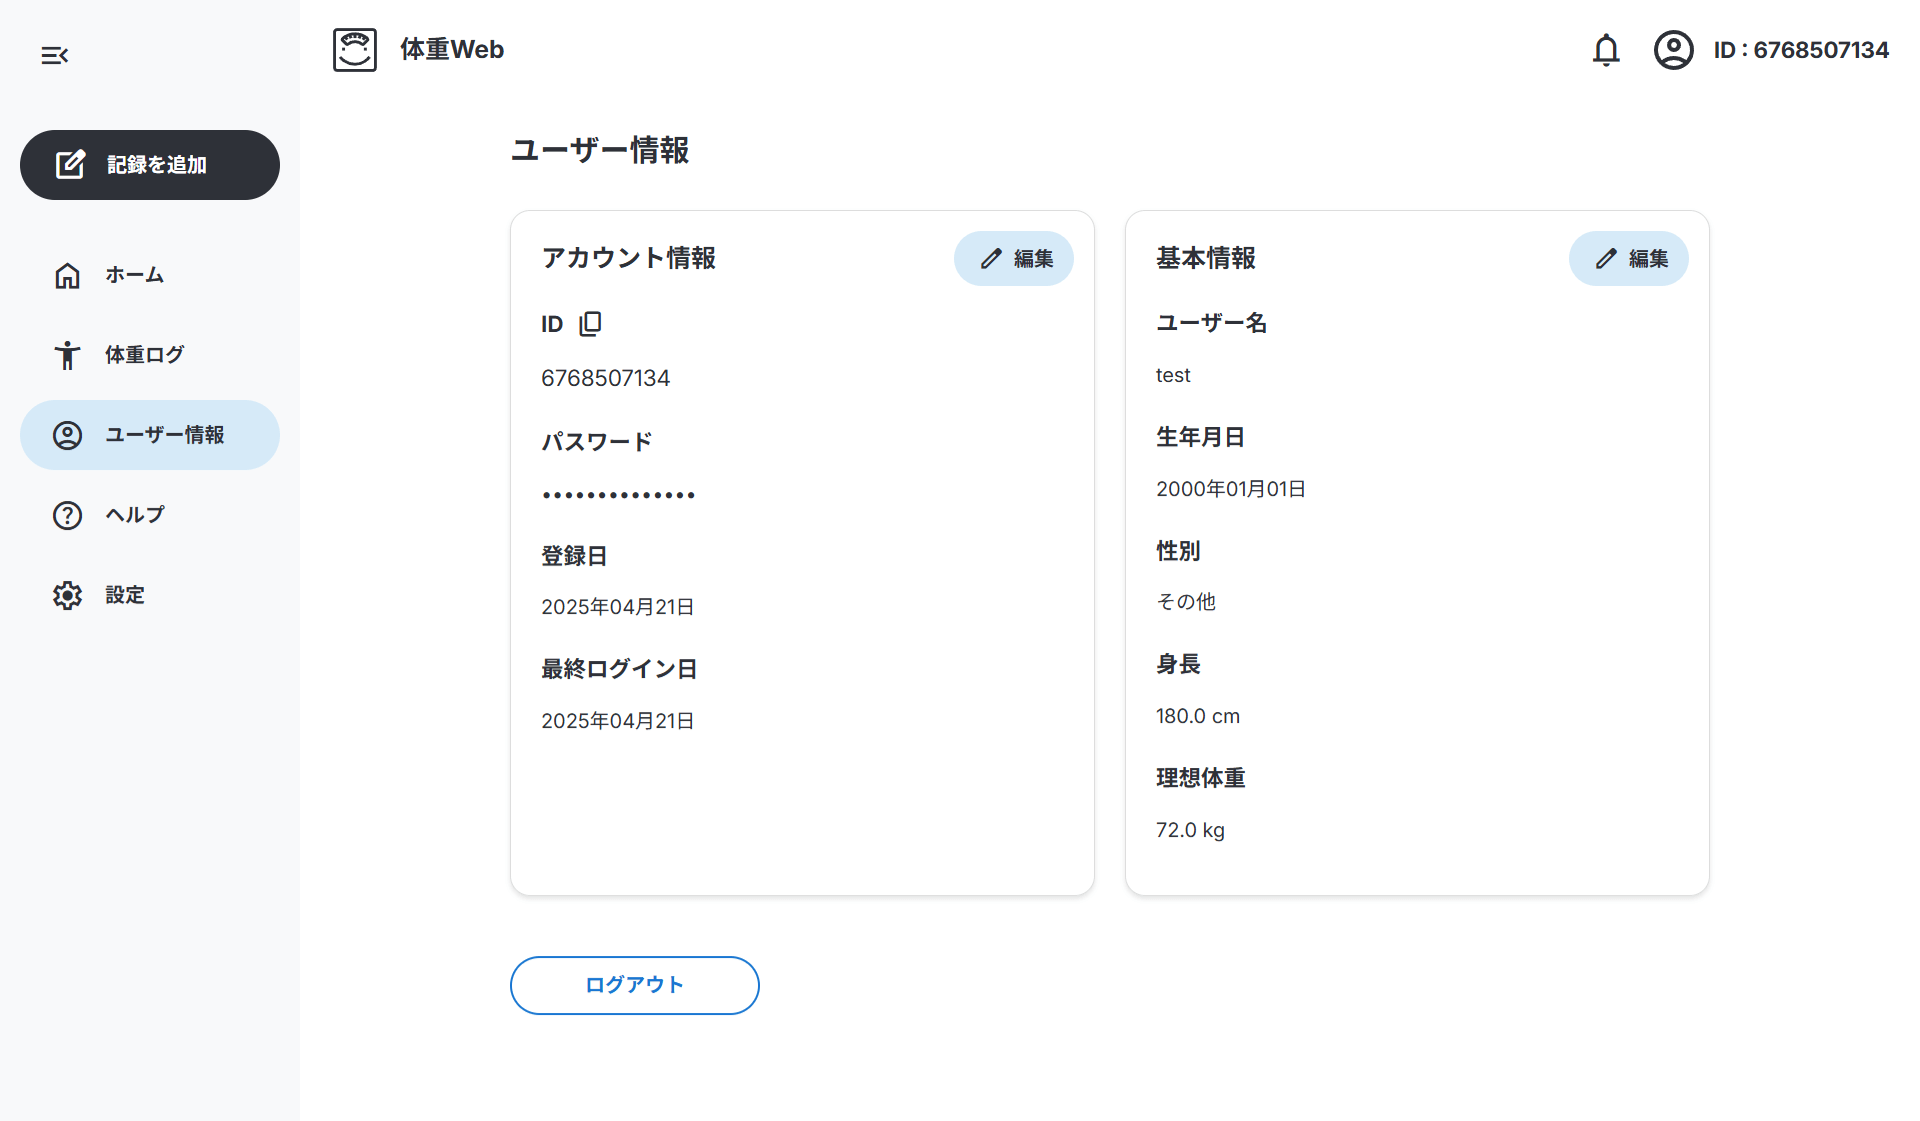 体重Web
ID : 6768507134
記録を追加
ホーム
体重ログ
ユーザー情報
ヘルプ
設定
ユーザー情報
アカウント情報
編集
ID
6768507134
パスワード
••••••••••••••
登録日
2025年04月21日
最終ログイン日
2025年04月21日
基本情報
編集
ユーザー名
test
生年月日
2000年01月01日
性別
その他
身長
180.0 cm
理想体重
72.0 kg
ログアウト